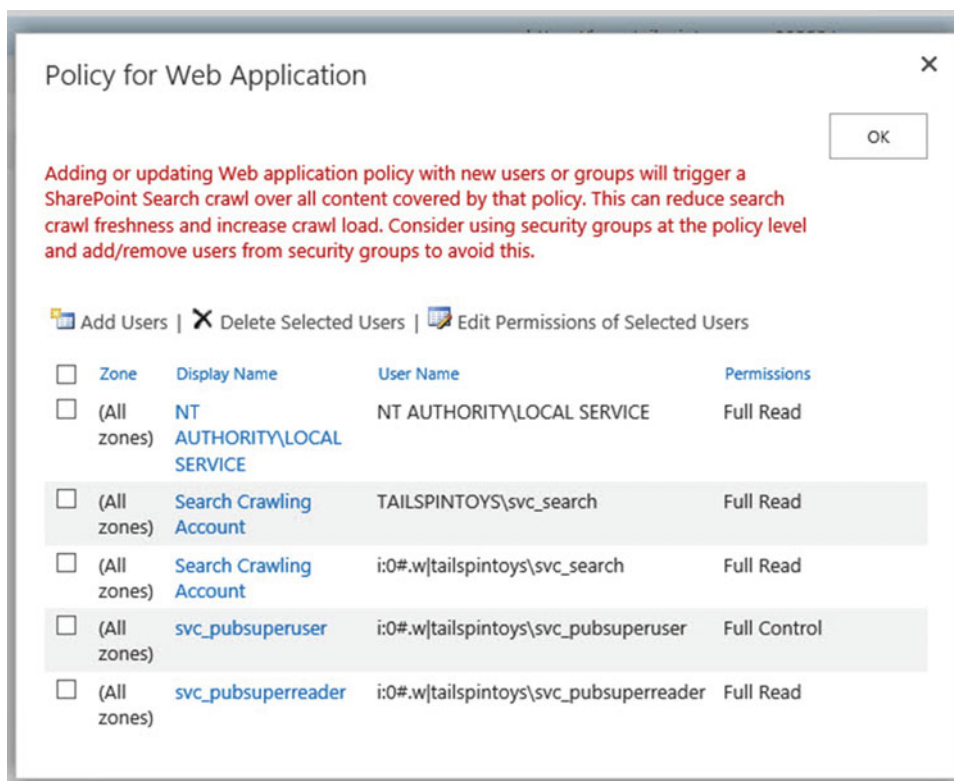 Policy for Web Application
OK
Adding or updating Web application policy with new users or groups will trigger a
SharePoint Search crawl over all content covered by that policy. This can reduce search
crawl freshness and increase crawl load. Consider using security groups at the policy level
and add/remove users from security groups to avoid this.
Add Users | Delete Selected Users | Edit Permissions of Selected Users
Zone Display Name User Name Permissions
(All NT NT AUTHORITY\LOCAL SERVICE Full Read
zones) AUTHORITY\LOCAL
SERVICE
(All Search Crawling TAILSPINTOYS\svc_search Full Read
zones) Account
(All Search Crawling i:0#.w|tailspintoys\svc_search Full Read
zones) Account
(All svc_pubsuperuser i:0#.w|tailspintoys\svc_pubsuperuser Full Control
zones)
(All svc_pubsuperreader i:0#.w|tailspintoys\svc_pubsuperreader Full Read
zones)